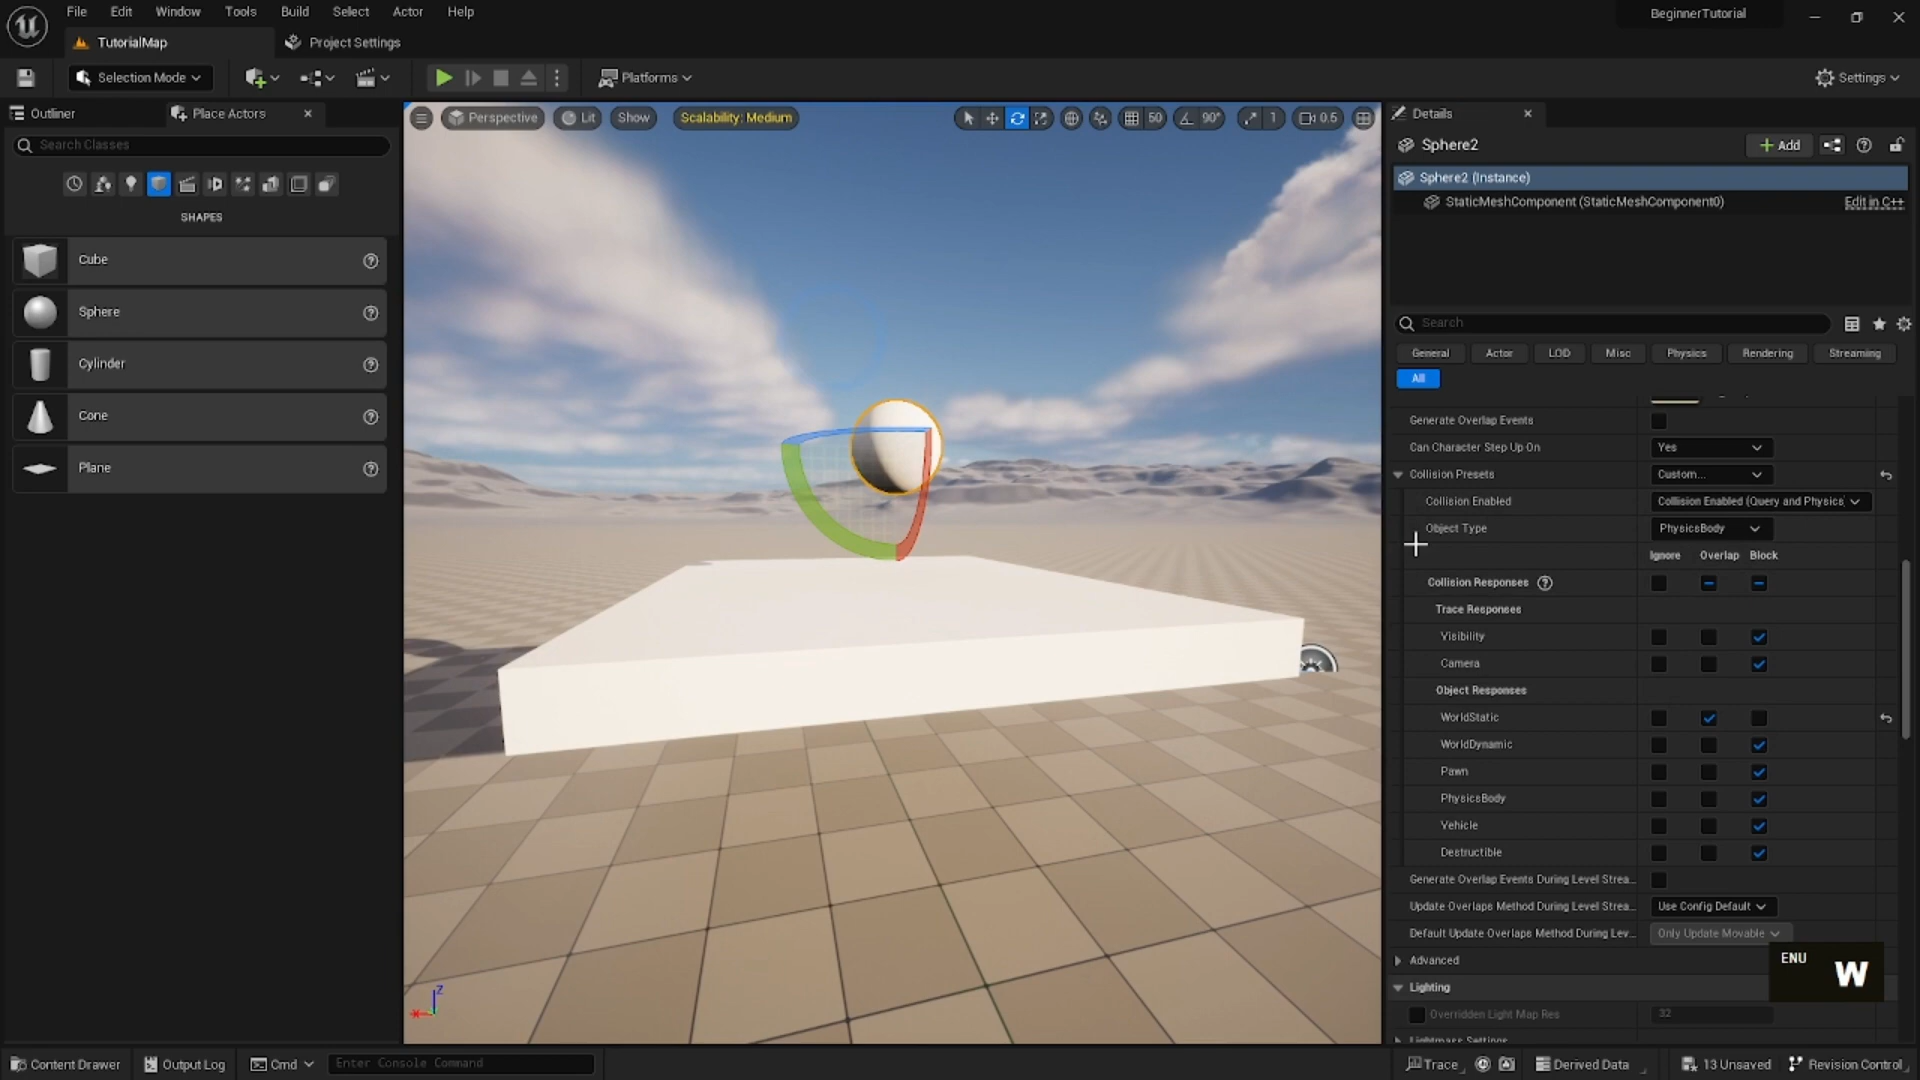 File Edit Window Tools Build Select Actor Help
BeginnerTutorial
TutorialMap
Project Settings
Selection Mode
Platforms
Settings
Outliner
Place Actors
Search Classes
SHAPES
Cube
Sphere
Cylinder
Cone
Plane
Perspective
Lit
Show
Scalability: Medium
50
90°
1
0.5
Z
Details
Sphere2
Add
Sphere2 (Instance)
StaticMeshComponent (StaticMeshComponent0)
Edit in C++
Search
General Actor LOD Misc Physics Rendering Streaming
All
Generate Overlap Events
Can Character Step Up On Yes
Collision Presets Custom...
Collision Enabled Collision Enabled (Query and Physics)
Object Type PhysicsBody
Ignore Overlap Block
Collision Responses
Trace Responses
Visibility
Camera
Object Responses
WorldStatic
WorldDynamic
Pawn
PhysicsBody
Vehicle
Destructible
Generate Overlap Events During Level Strea...
Update Overlaps Method During Level Strea... Use Config Default
Default Update Overlaps Method During Lev... Only Update Movable
Advanced
ENU
W
Lighting
Overridden Light Map Res 32
Lightmass Settings
Content Drawer
Output Log
Cmd
Enter Console Command
Trace
Derived Data
13 Unsaved
Revision Control